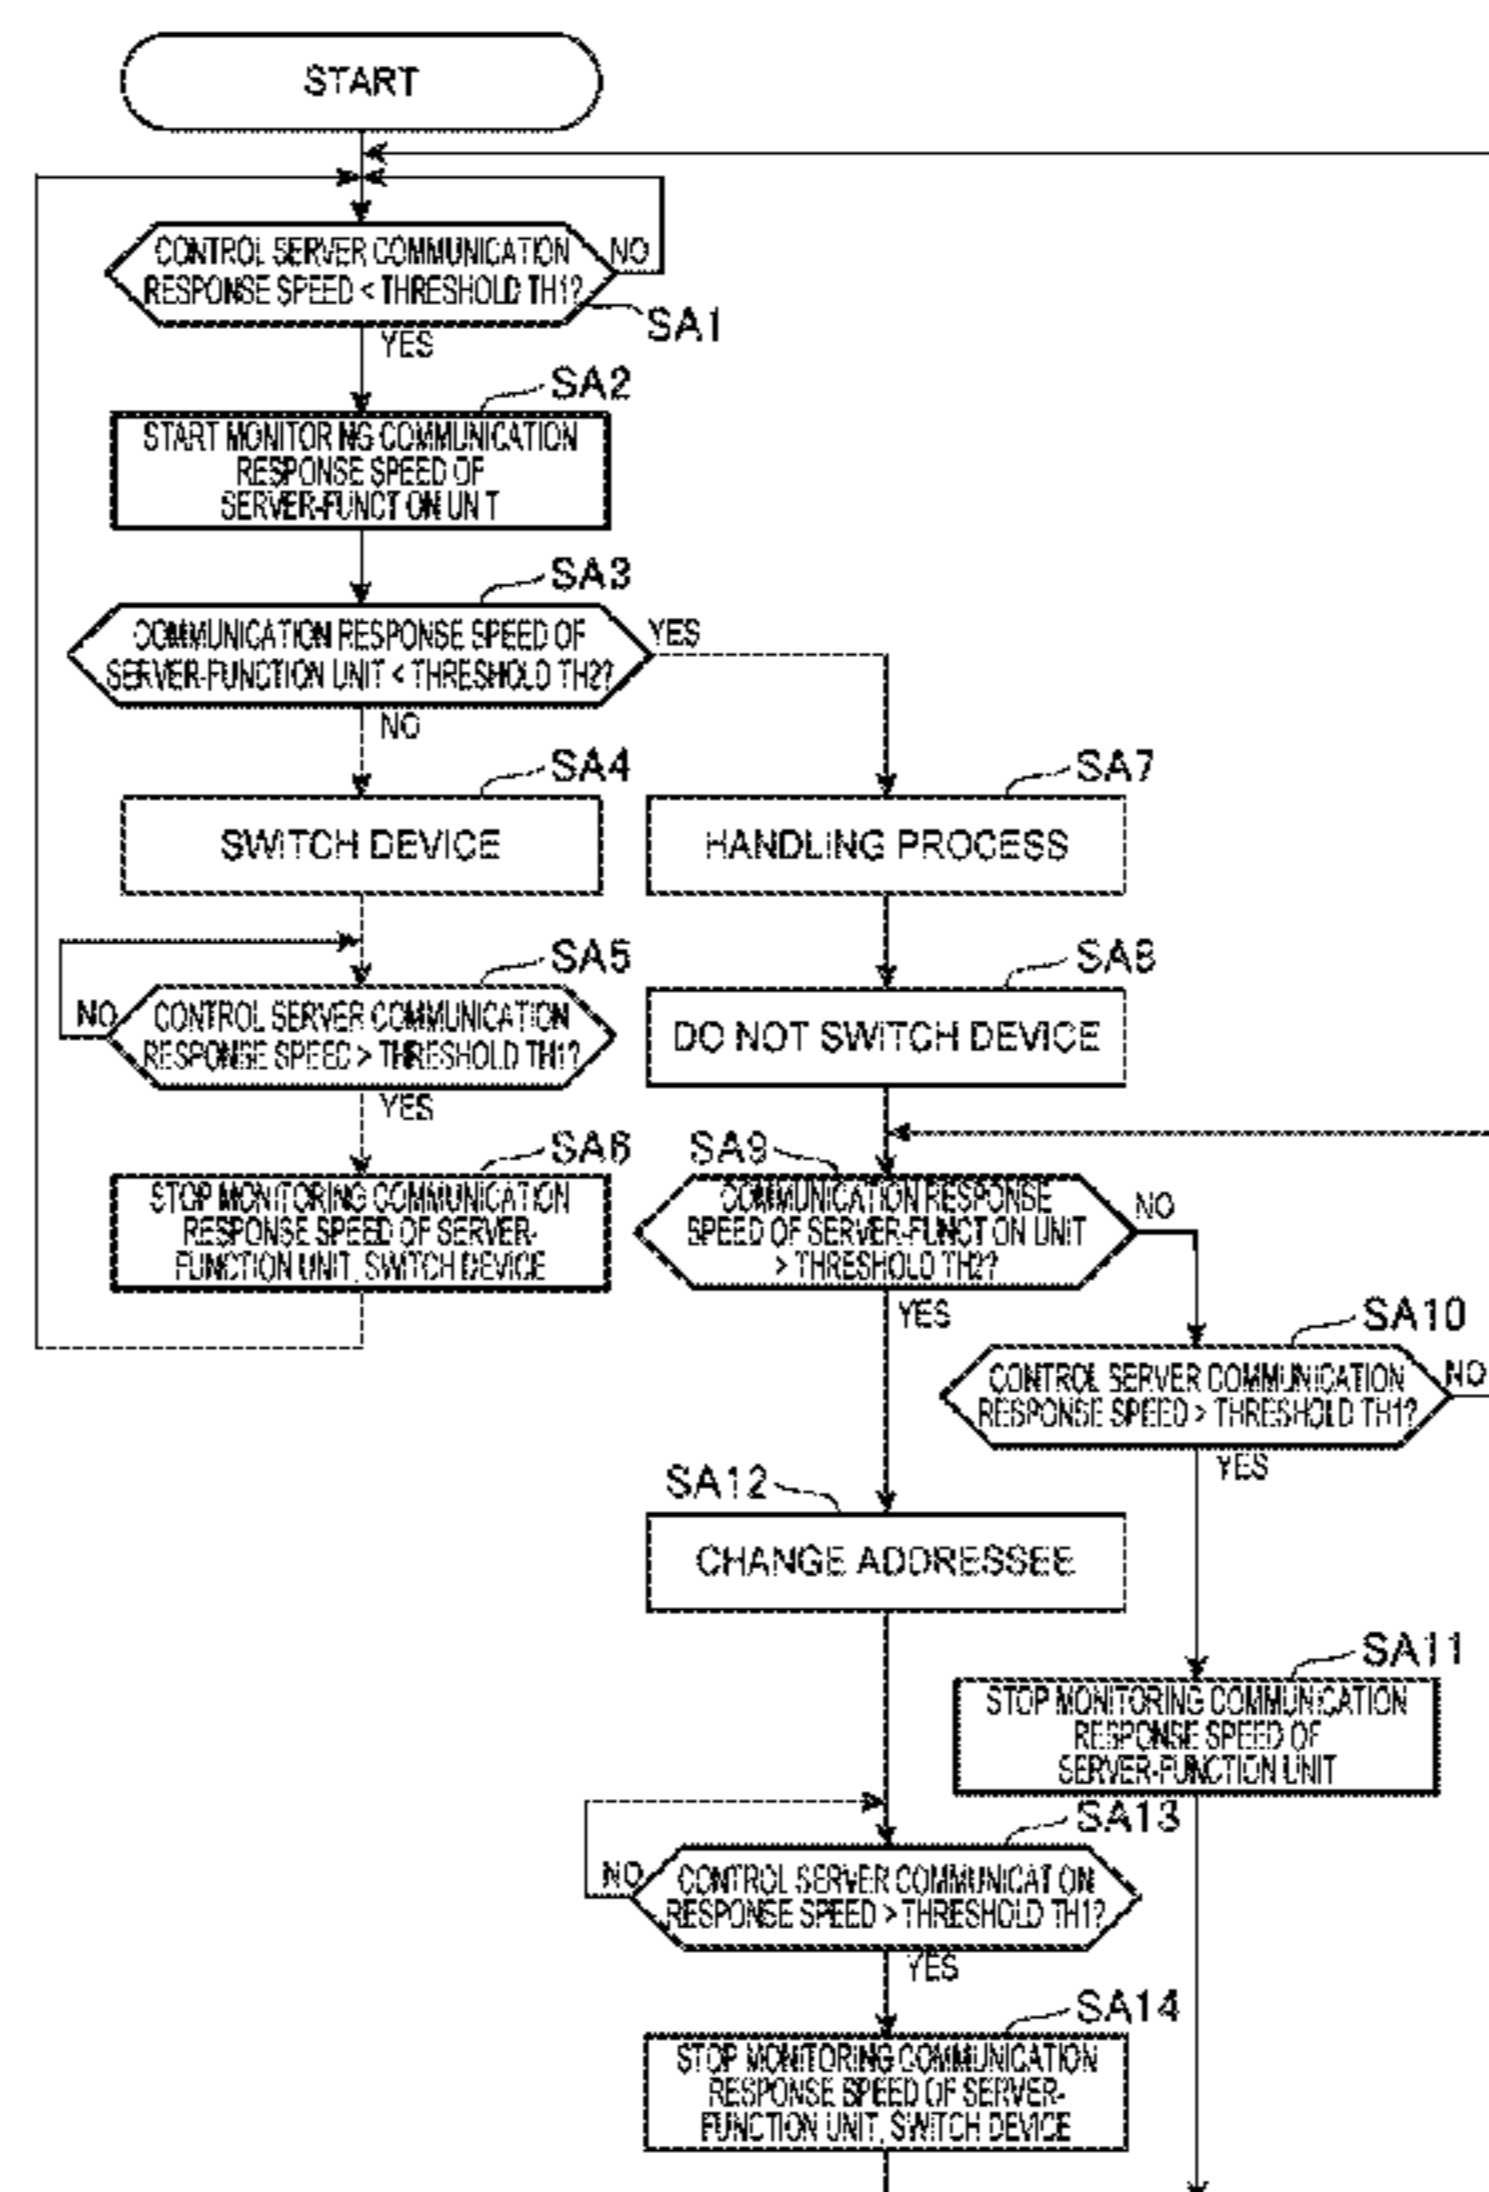 START
CONTROL SERVER COMMUNICATION
RESPONSE SPEED < THRESHOLD TH1?
NO
SA1
YES
SA2
START MONITORING COMMUNICATION
RESPONSE SPEED OF
SERVER-FUNCTION UNIT
SA3
COMMUNICATION RESPONSE SPEED OF
SERVER-FUNCTION UNIT < THRESHOLD TH2?
YES
NO
SA4
SWITCH DEVICE
SA7
HANDLING PROCESS
SA5
NO
CONTROL SERVER COMMUNICATION
RESPONSE SPEED > THRESHOLD TH1?
YES
SA8
DO NOT SWITCH DEVICE
SA6
STOP MONITORING COMMUNICATION
RESPONSE SPEED OF SERVER-
FUNCTION UNIT, SWITCH DEVICE
SA9
COMMUNICATION RESPONSE
SPEED OF SERVER-FUNCTION UNIT
> THRESHOLD TH2?
NO
YES
SA10
CONTROL SERVER COMMUNICATION
RESPONSE SPEED > THRESHOLD TH1?
NO
YES
SA12
CHANGE ADDRESSEE
SA11
STOP MONITORING COMMUNICATION
RESPONSE SPEED OF
SERVER-FUNCTION UNIT
SA13
NO
CONTROL SERVER COMMUNICATION
RESPONSE SPEED > THRESHOLD TH1?
YES
SA14
STOP MONITORING COMMUNICATION
RESPONSE SPEED OF SERVER-
FUNCTION UNIT, SWITCH DEVICE